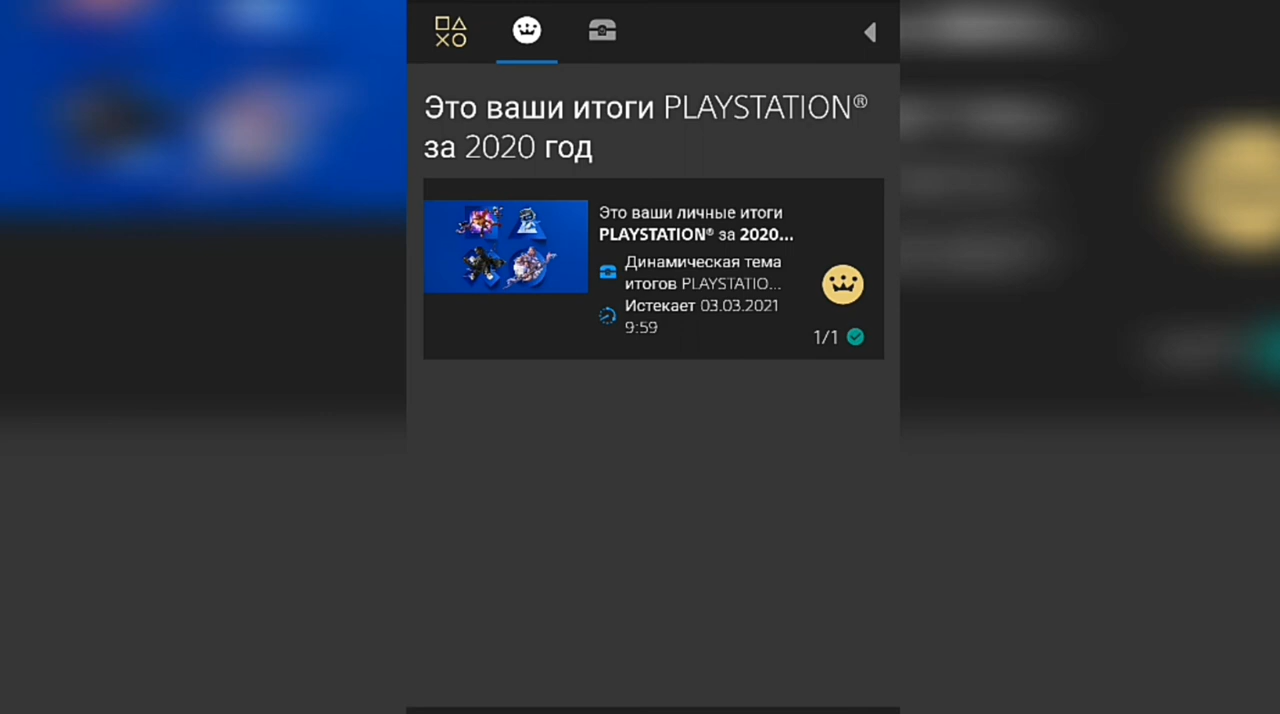 Это ваши итоги PLAYSTATION®
за 2020 год
Это ваши личные итоги
PLAYSTATION® за 2020...
Динамическая тема
итогов PLAYSTATIO...
Истекает 03.03.2021
9:59
1/1